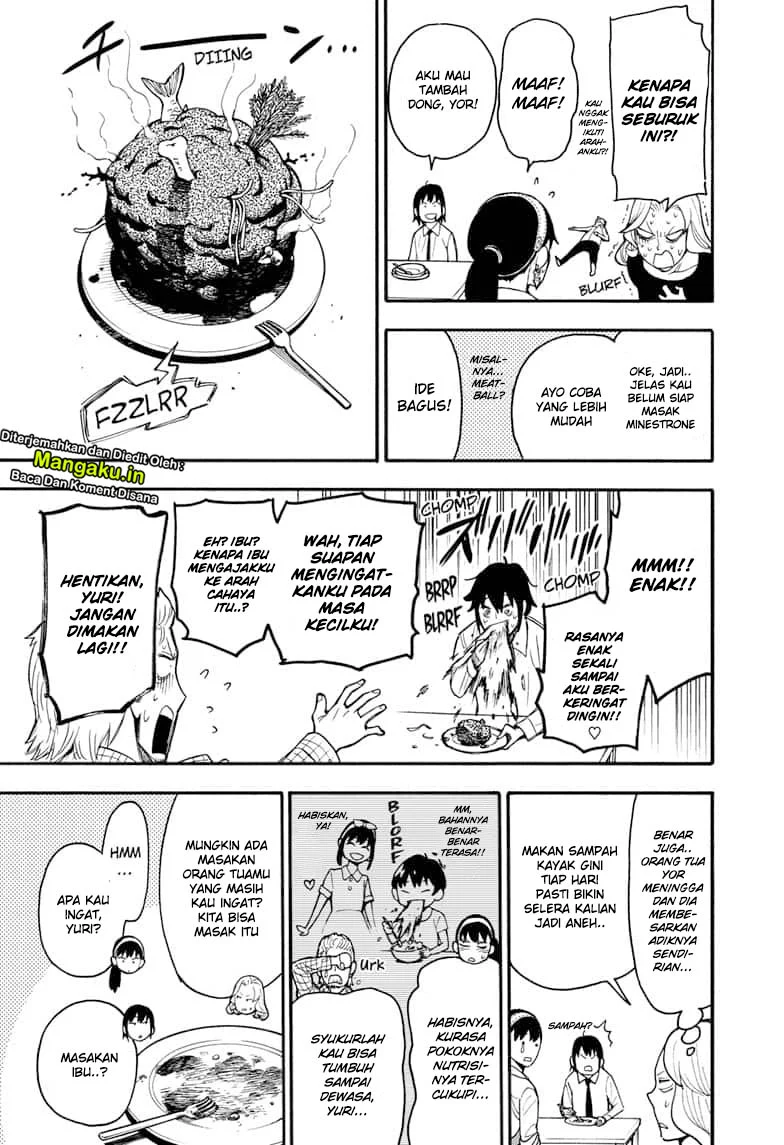 KENAPA
KAU BISA
SEBURUK
INI?!
KAU
NGGAK
MENG-
IKUTI
ARAH-
ANKU?!
MAAF!
MAAF!
AKU MAU
TAMBAH
DONG, YOR!
BLURF
チーーン...
DIIING
FZZLRR
OKE, JADI..
JELAS KAU
BELUM SIAP
MASAK
MINESTRONE
AYO COBA
YANG LEBIH
MUDAH
MISAL-
NYA...
MEAT-
BALL?
IDE
BAGUS!
Diterjemahkan dan Diedit Oleh :
Mangaku.in
Baca Dan Koment Disana
MMM!!
ENAK!!
CHOMP
CHOMP
BRRP
BLRRF
RASANYA
ENAK
SEKALI
SAMPAI
AKU BER-
KERINGAT
DINGIN!!
♡
WAH, TIAP
SUAPAN
MENGINGAT-
KANKU PADA
MASA
KECILKU!
EH? IBU?
KENAPA IBU
MENGAJAKKU
KE ARAH
CAHAYA
ITU..?
HENTIKAN,
YURI!
JANGAN
DIMAKAN
LAGI!!
BENAR
JUGA..
ORANG TUA
YOR
MENINGGA
DAN DIA
MEMBE-
SARKAN
ADIKNYA
SENDI-
RIAN...
MAKAN SAMPAH
KAYAK GINI
TIAP HARI
PASTI BIKIN
SELERA KALIAN
JADI ANEH..
SAMPAH?
MM,
BAHANNYA
BENAR-
BENAR
TERASA!!
BLORF
HABISKAN,
YA!
♡
Urk
HABISNYA,
KURASA
POKOKNYA
NUTRISI-
NYA TER-
CUKUPI...
SYUKURLAH
KAU BISA
TUMBUH
SAMPAI
DEWASA,
YURI...
MUNGKIN ADA
MASAKAN
ORANG TUAMU
YANG MASIH
KAU INGAT?
KITA BISA
MASAK ITU
HMM
...
APA KAU
INGAT,
YURI?
MASAKAN
IBU..?